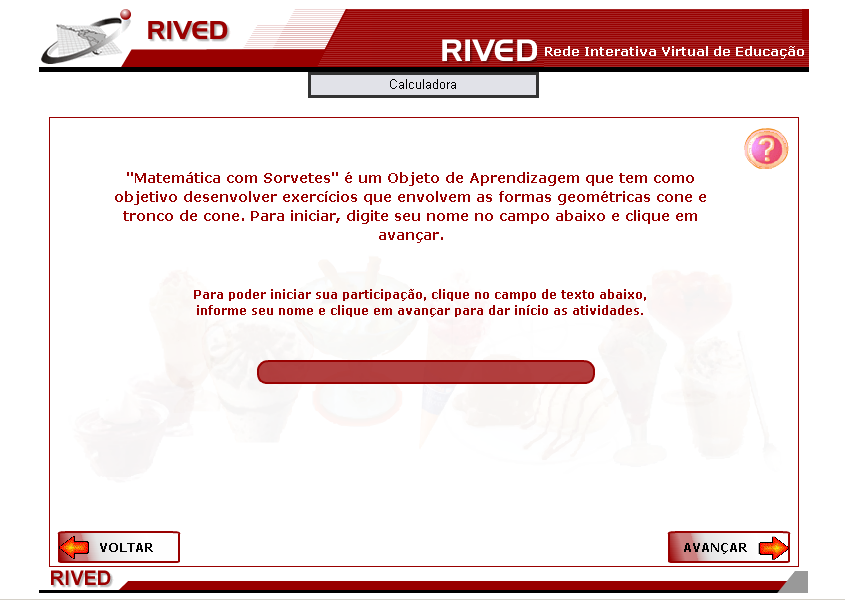 RIVED
RIVED Rede Interativa Virtual de Educação
Calculadora
?
"Matemática com Sorvetes" é um Objeto de Aprendizagem que tem como
objetivo desenvolver exercícios que envolvem as formas geométricas cone e
tronco de cone. Para iniciar, digite seu nome no campo abaixo e clique em
avançar.
Para poder iniciar sua participação, clique no campo de texto abaixo,
informe seu nome e clique em avançar para dar início as atividades.
VOLTAR
AVANÇAR
RIVED